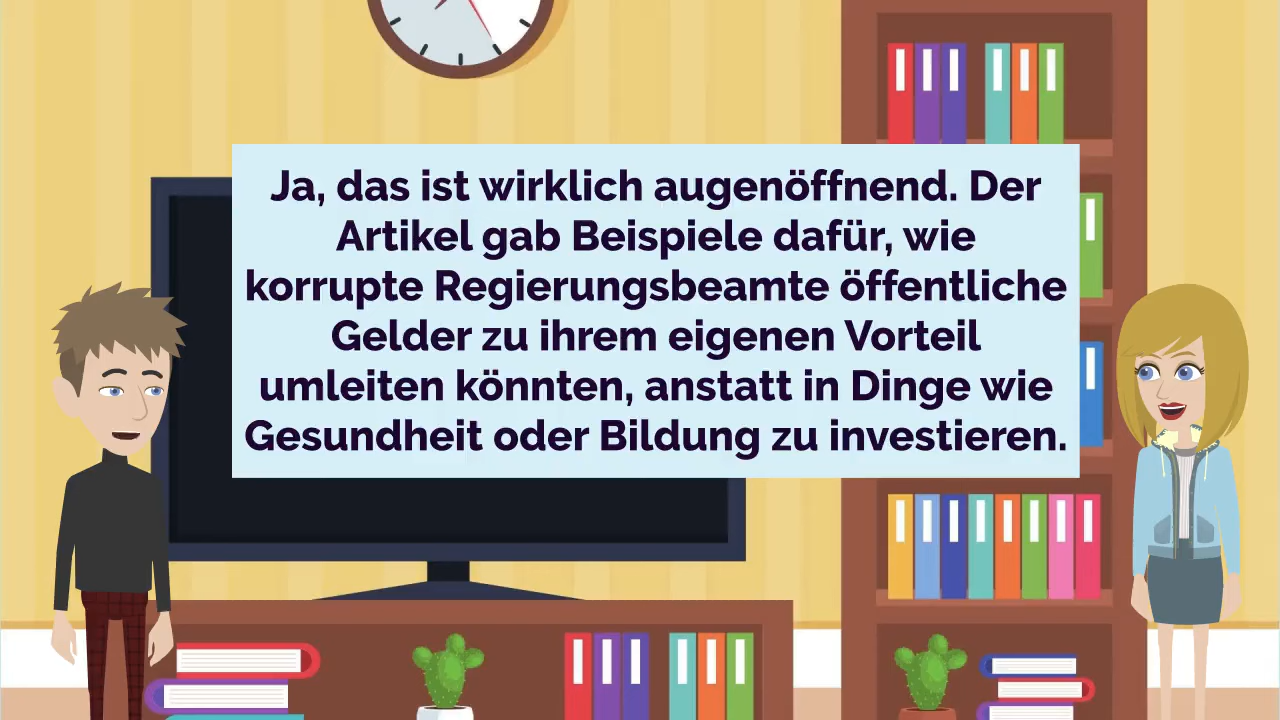 Ja, das ist wirklich augenöffnend. Der
Artikel gab Beispiele dafür, wie
korrupte Regierungsbeamte öffentliche
Gelder zu ihrem eigenen Vorteil
umleiten könnten, anstatt in Dinge wie
Gesundheit oder Bildung zu investieren.